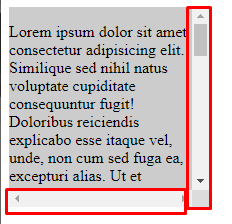 Lorem ipsum dolor sit amet
consectetur adipisicing elit.
Similique sed nihil natus
voluptate cupiditate
consequuntur fugit!
Doloribus reiciendis
explicabo esse itaque vel,
unde, non cum sed fuga ea,
excepturi alias. Ut et